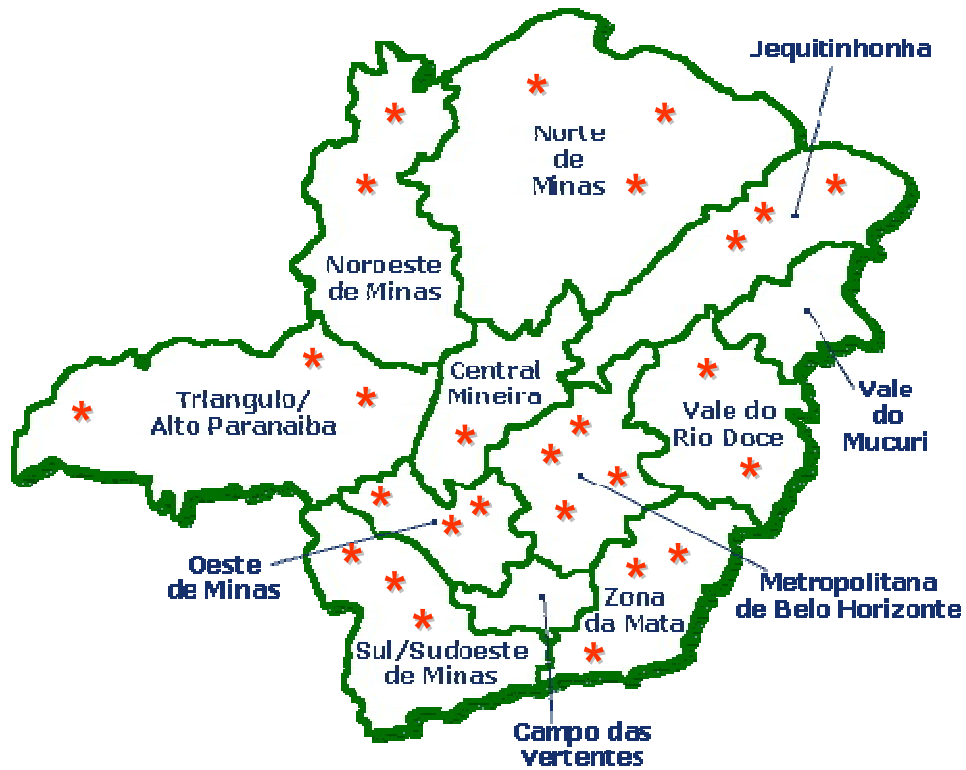 Jequitinhonha
Norte
de
Minas
Noroeste
de Minas
Central
Mineira
Triangulo/
Alto Paranaiba
Vale do
Rio Doce
Vale
do
Mucuri
Oeste
de Minas
Metropolitana
de Belo Horizonte
Zona
da Mata
Sul/Sudoeste
de Minas
Campo das
Vertentes